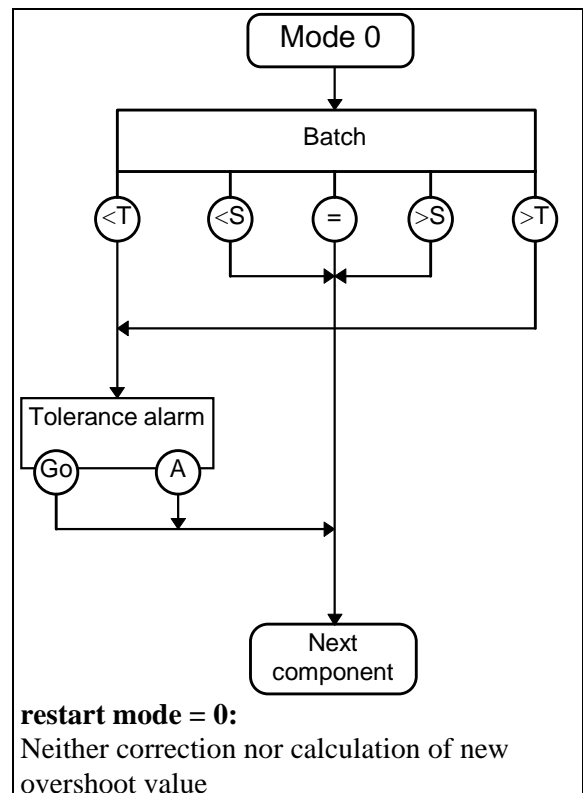 Mode 0
Batch
<T <S = >S >T
Tolerance alarm
Go A
Next
component
restart mode = 0:
Neither correction nor calculation of new
overshoot value